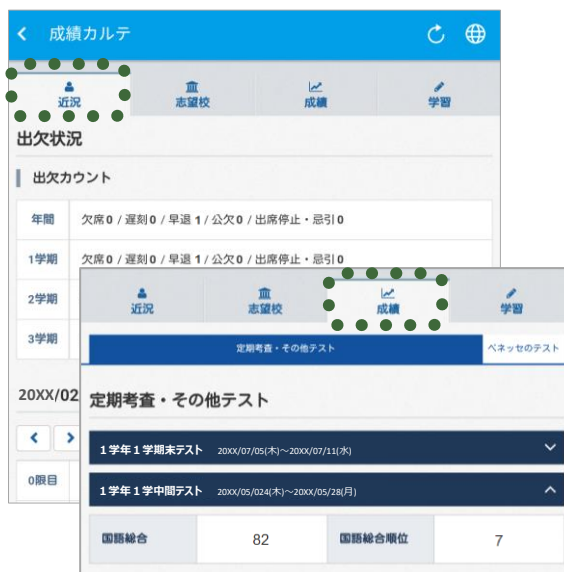 成績カルテ
近況 志望校 成績 学習
出欠状況
出欠カウント
年間 欠席0 / 遅刻0 / 早退1 / 公欠0 / 出席停止・忌引0
1学期 欠席0 / 遅刻0 / 早退1 / 公欠0 / 出席停止・忌引0
2学期
3学期
20XX/02
0限目
近況 志望校 成績 学習
定期考査・その他テスト ベネッセのテスト
定期考査・その他テスト
1学年1学期末テスト 20XX/07/05(木)~20XX/07/11(水)
1学年1学中間テスト 20XX/05/024(木)~20XX/05/28(月)
国語総合 82 国語総合順位 7